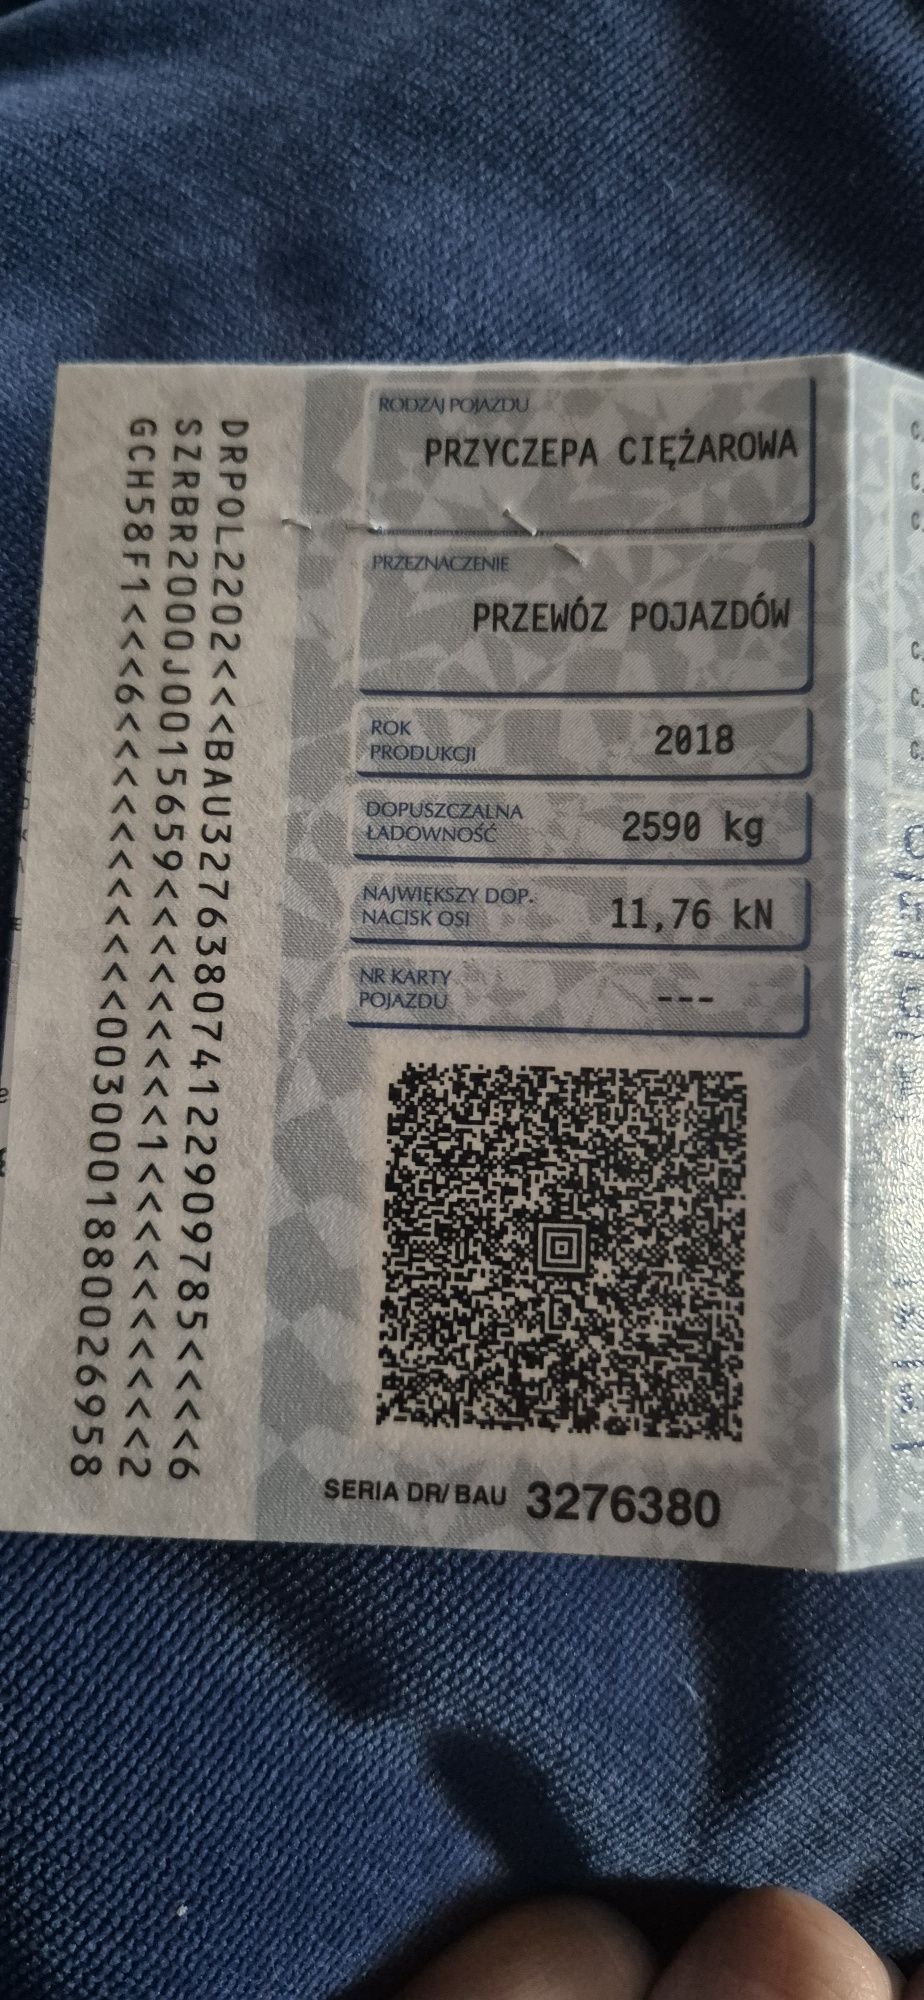 RODZAJ POJAZDU
PRZYCZEPA CIĘŻAROWA
PRZEZNACZENIE
PRZEWÓZ POJAZDÓW
ROK
PRODUKCJI
2018
DOPUSZCZALNA
ŁADOWNOŚĆ
2590 kg
NAJWIĘKSZY DOP.
NACISK OSI
11,76 kN
NR KARTY
POJAZDU
---
SERIA DR/BAU 3276380
DRPOL2202<<<BAU327638074122909785<<<6
SZRBR2000J0015659<<<<<<<<1<<<<<<<<<<2
GCH58F1<<<6<<<<<<<<<<0030001880026958